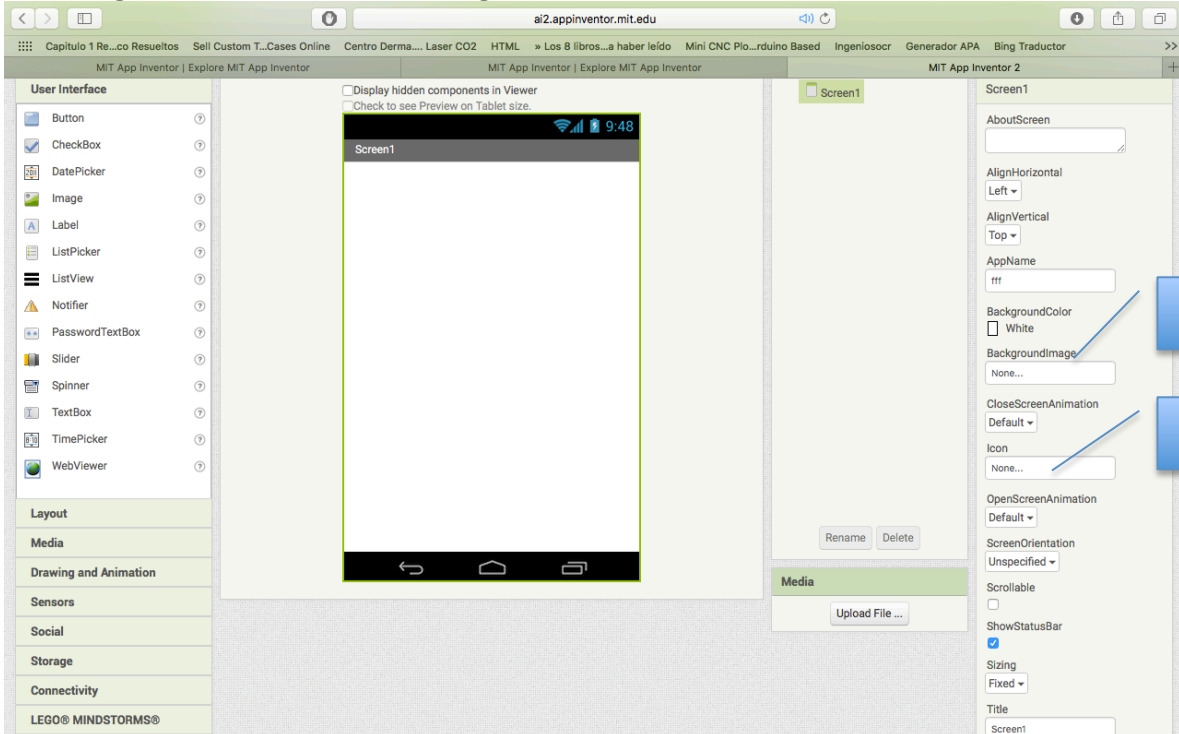 ai2.appinventor.mit.edu
Capitulo 1 Re...co Resueltos Sell Custom T...Cases Online Centro Derma.... Laser CO2 HTML » Los 8 libros...a haber leído Mini CNC Plo...rduino Based Ingeniosocr Generador APA Bing Traductor >>
MIT App Inventor | Explore MIT App Inventor
MIT App Inventor | Explore MIT App Inventor
MIT App Inventor 2
User Interface
Button
CheckBox
DatePicker
Image
Label
ListPicker
ListView
Notifier
PasswordTextBox
Slider
Spinner
TextBox
TimePicker
WebViewer
Layout
Media
Drawing and Animation
Sensors
Social
Storage
Connectivity
LEGO® MINDSTORMS®
Display hidden components in Viewer
Check to see Preview on Tablet size.
9:48
Screen1
Screen1
Rename Delete
Media
Upload File ...
Screen1
AboutScreen
AlignHorizontal
Left
AlignVertical
Top
AppName
fff
BackgroundColor
White
BackgroundImage
None...
CloseScreenAnimation
Default
Icon
None...
OpenScreenAnimation
Default
ScreenOrientation
Unspecified
Scrollable
ShowStatusBar
Sizing
Fixed
Title
Screen1